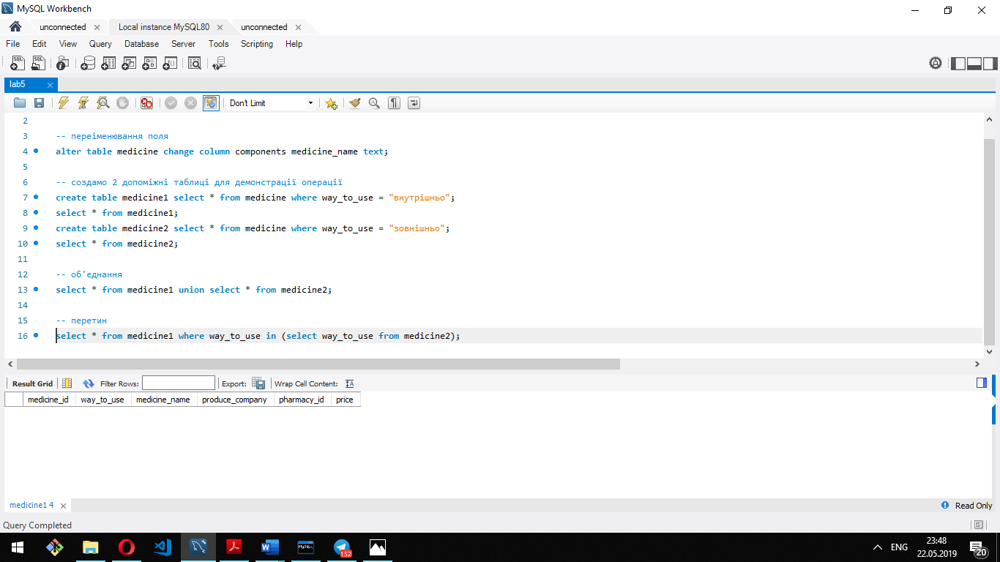 MySQL Workbench
unconnected
Local instance MySQL80
unconnected
File Edit View Query Database Server Tools Scripting Help
lab5
Don't Limit
2
3 -- переіменювання поля
4 alter table medicine change column components medicine_name text;
5
6 -- создамо 2 допоміжні таблиці для демонстрації операції
7 create table medicine1 select * from medicine where way_to_use = "внутрішньо";
8 select * from medicine1;
9 create table medicine2 select * from medicine where way_to_use = "зовнішньо";
10 select * from medicine2;
11
12 -- об'єднання
13 select * from medicine1 union select * from medicine2;
14
15 -- перетин
16 select * from medicine1 where way_to_use in (select way_to_use from medicine2);
Result Grid Filter Rows: Export: Wrap Cell Content:
medicine_id way_to_use medicine_name produce_company pharmacy_id price
medicine1 4
Read Only
Query Completed
152
ENG
23:48
22.05.2019
20